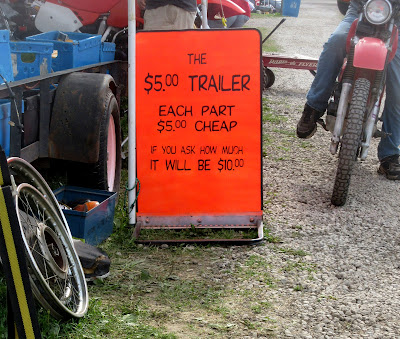 THE
$5.00 TRAILER
EACH PART
$5.00 CHEAP
IF YOU ASK HOW MUCH
IT WILL BE $10.00